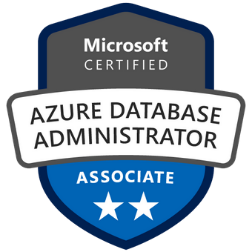 Microsoft
CERTIFIED
AZURE DATABASE
ADMINISTRATOR
ASSOCIATE